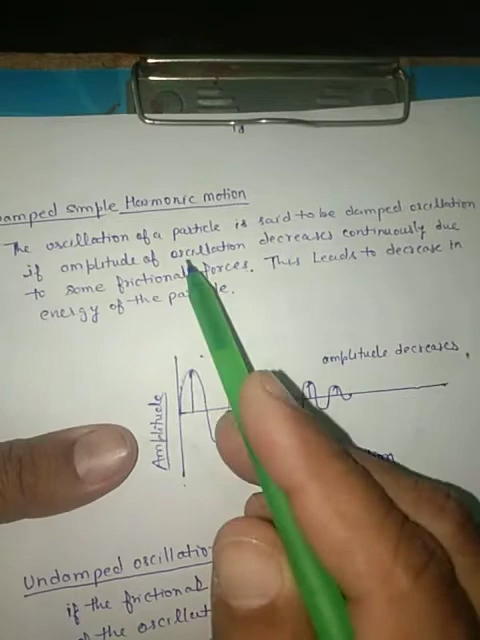 Damped simple Harmonic motion
The oscillation of a particle is said to be damped oscillation
if amplitude of oscillation decreases continuously due
to some frictional forces. This Leads to decrease in
energy of the
amplitude decreases,
Amplitude
Undamped oscillatio
if the frictional
of the oscillat